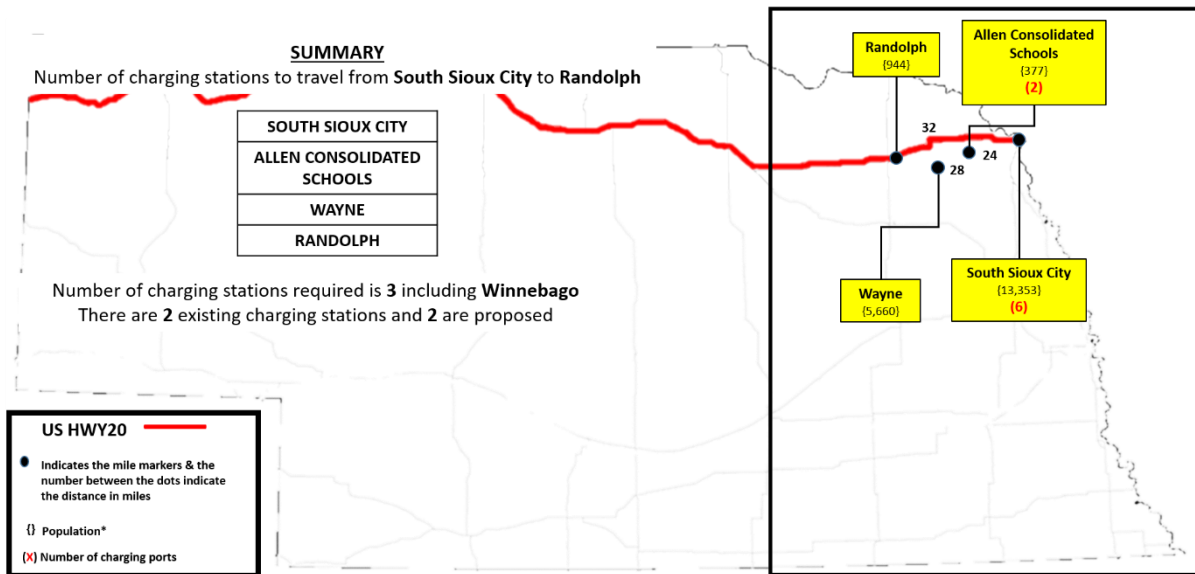 SUMMARY
Number of charging stations to travel from South Sioux City to Randolph
SOUTH SIOUX CITY
ALLEN CONSOLIDATED
SCHOOLS
WAYNE
RANDOLPH
Number of charging stations required is 3 including Winnebago
There are 2 existing charging stations and 2 are proposed
US HWY20
Indicates the mile markers & the
number between the dots indicate
the distance in miles
{} Population*
(X) Number of charging ports
Randolph
{944}
Allen Consolidated
Schools
{377}
(2)
32
24
28
Wayne
{5,660}
South Sioux City
{13,353}
(6)